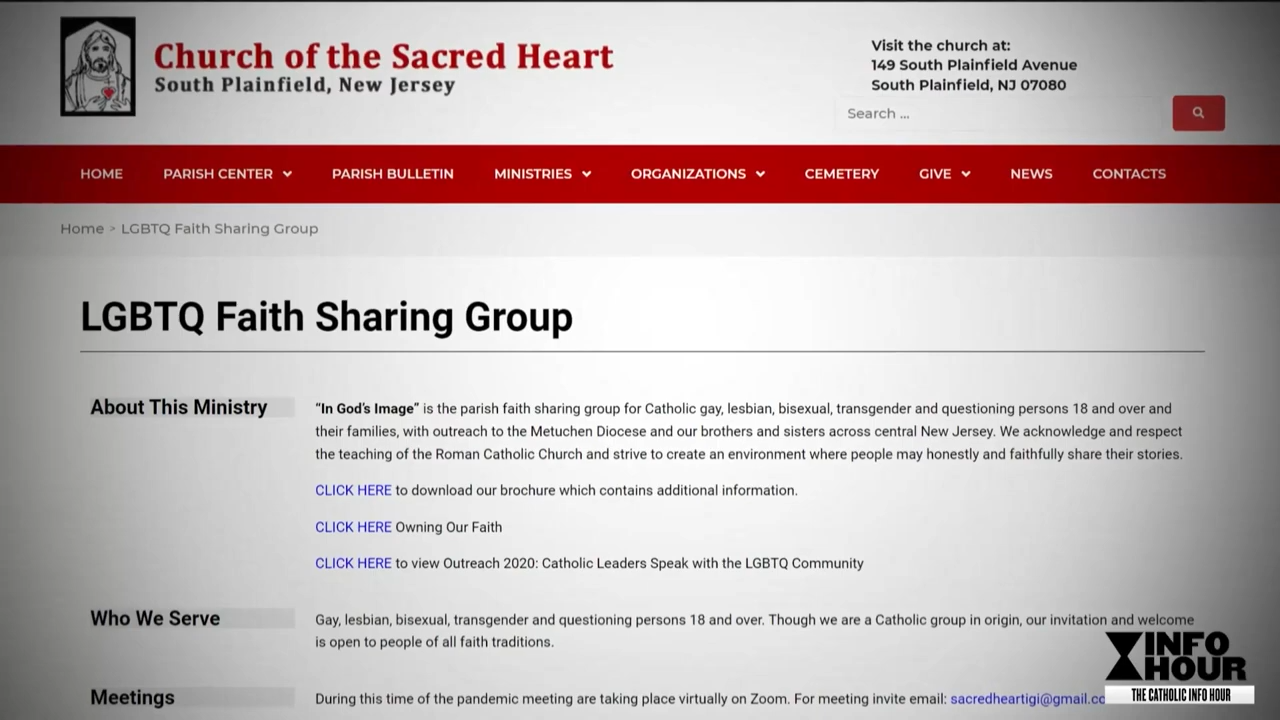 Church of the Sacred Heart
South Plainfield, New Jersey
Visit the church at:
149 South Plainfield Avenue
South Plainfield, NJ 07080
Search ...
HOME PARISH CENTER PARISH BULLETIN MINISTRIES ORGANIZATIONS CEMETERY GIVE NEWS CONTACTS
Home > LGBTQ Faith Sharing Group
LGBTQ Faith Sharing Group
About This Ministry
“In God’s Image” is the parish faith sharing group for Catholic gay, lesbian, bisexual, transgender and questioning persons 18 and over and
their families, with outreach to the Metuchen Diocese and our brothers and sisters across central New Jersey. We acknowledge and respect
the teaching of the Roman Catholic Church and strive to create an environment where people may honestly and faithfully share their stories.
CLICK HERE to download our brochure which contains additional information.
CLICK HERE Owning Our Faith
CLICK HERE to view Outreach 2020: Catholic Leaders Speak with the LGBTQ Community
Who We Serve
Gay, lesbian, bisexual, transgender and questioning persons 18 and over. Though we are a Catholic group in origin, our invitation and welcome
is open to people of all faith traditions.
Meetings
During this time of the pandemic meeting are taking place virtually on Zoom. For meeting invite email: sacredheartigi@gmail.co
INFO
HOUR
THE CATHOLIC INFO HOUR